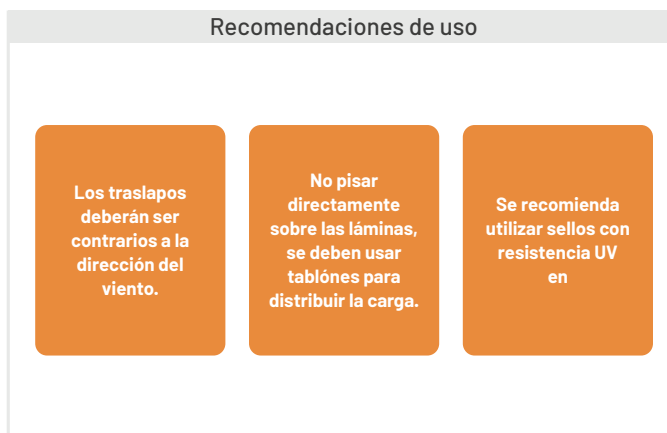 Recomendaciones de uso
Los traslapos
deberán ser
contrarios a la
dirección del
viento.
No pisar
directamente
sobre las láminas,
se deben usar
tablónes para
distribuir la carga.
Se recomienda
utilizar sellos con
resistencia UV
en